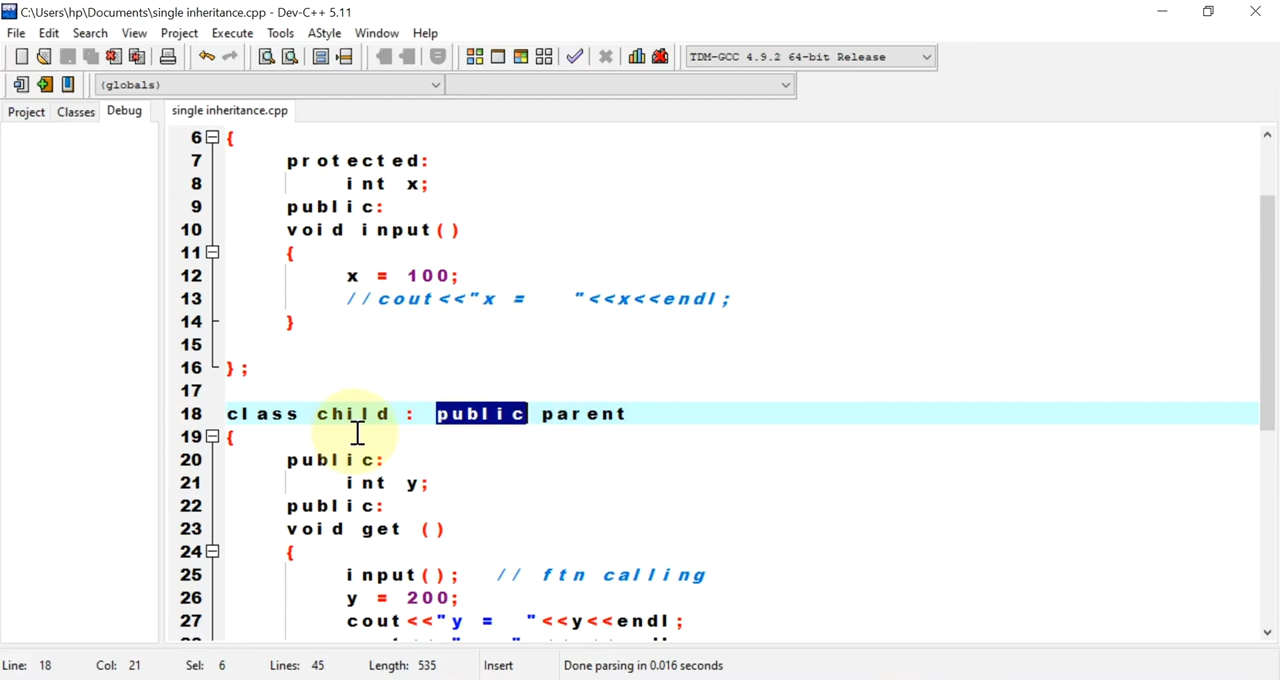 C:\Users\hp\Documents\single inheritance.cpp - Dev-C++ 5.11
File Edit Search View Project Execute Tools AStyle Window Help
TDM-GCC 4.9.2 64-bit Release
(globals)
Project Classes Debug single inheritance.cpp
6 {
7 protected:
8 int x;
9 public:
10 void input()
11 {
12 x = 100;
13 //cout<<"x = "<<x<<endl;
14 }
15
16 };
17
18 class child : public parent
19 {
20 public:
21 int y;
22 public:
23 void get ()
24 {
25 input(); // ftn calling
26 y = 200;
27 cout<<"y = "<<y<<endl;
Line: 18 Col: 21 Sel: 6 Lines: 45 Length: 535 Insert Done parsing in 0.016 seconds